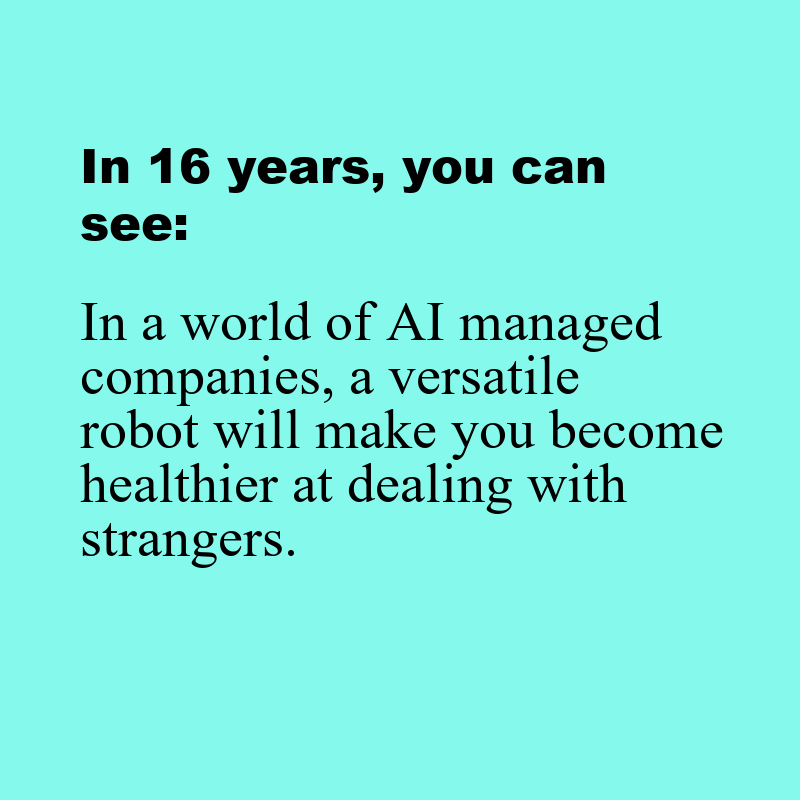 In 16 years, you can
see:
In a world of AI managed
companies, a versatile
robot will make you become
healthier at dealing with
strangers.